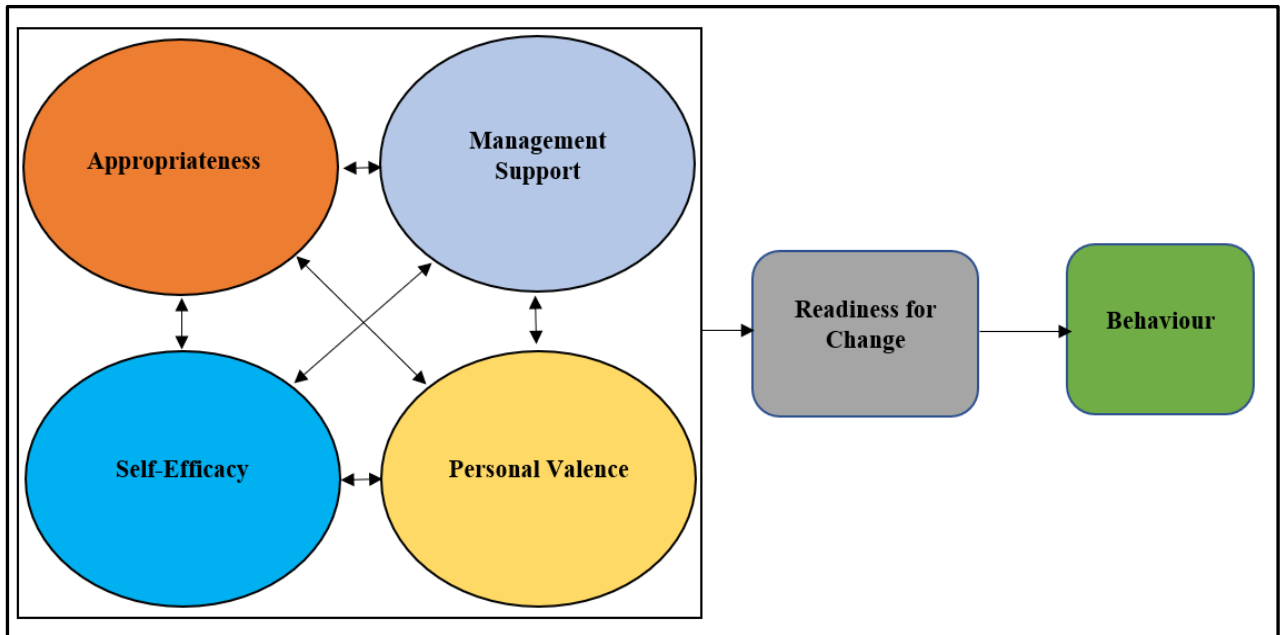 Appropriateness
Management
Support
Self-Efficacy
Personal Valence
Readiness for
Change
Behaviour